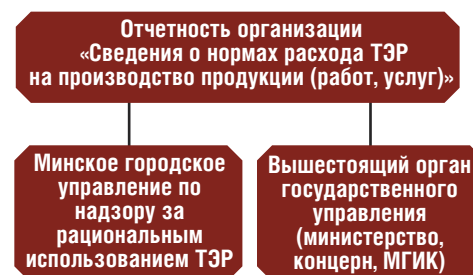 Отчетность организации
«Сведения о нормах расхода ТЭР
на производство продукции (работ, услуг)»
Минское городское
управление по
надзору за
рациональным
использованием ТЭР
Вышестоящий орган
государственного
управления
(министерство,
концерн, МГИК)